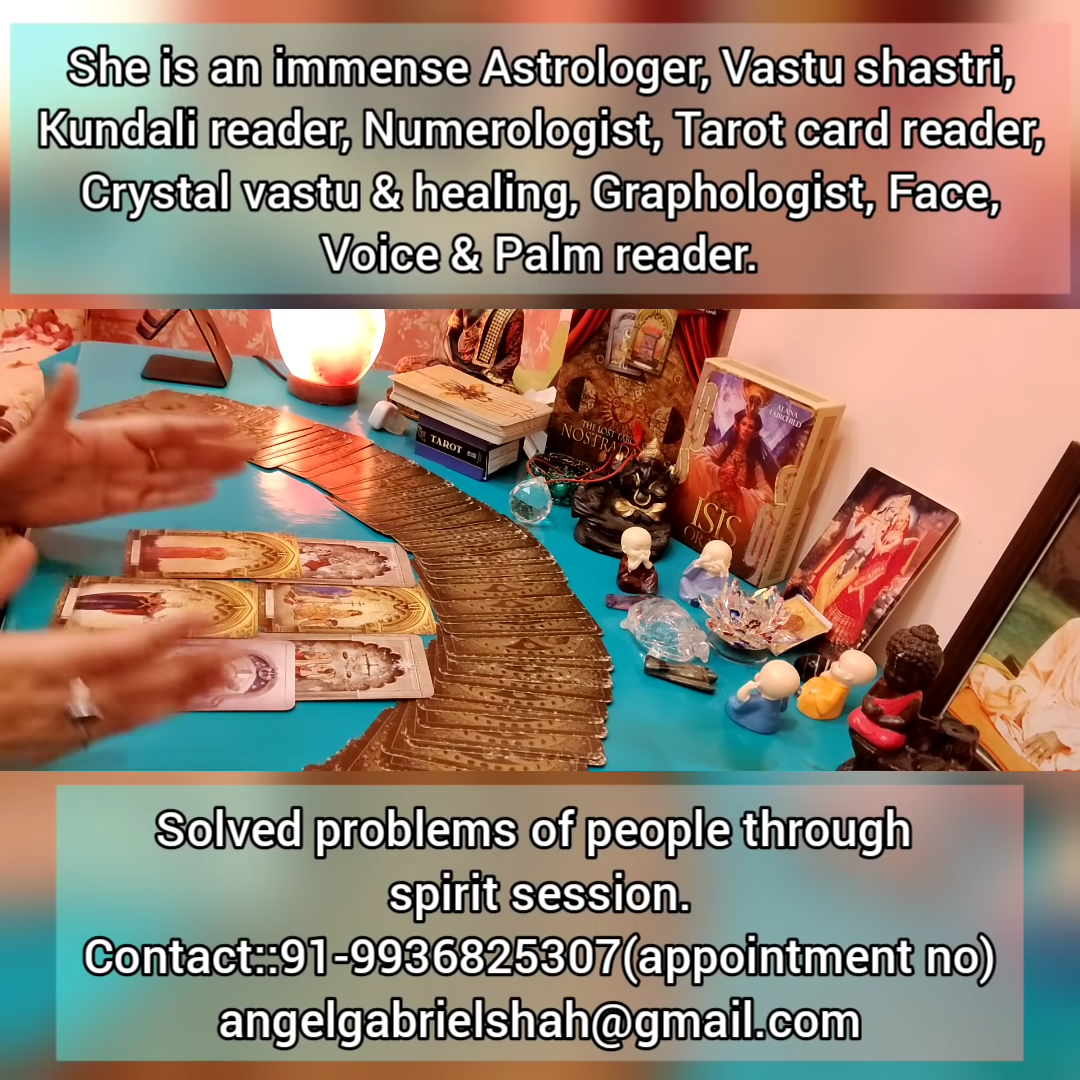 She is an immense Astrologer, Vastu shastri,
Kundali reader, Numerologist, Tarot card reader,
Crystal vastu & healing, Graphologist, Face,
Voice & Palm reader.
TAROT
THE LOST
ALANA
FAIRCHILD
ISIS
Solved problems of people through
spirit session.
Contact::91-9936825307(appointment no)
angelgabrielshah@gmail.com